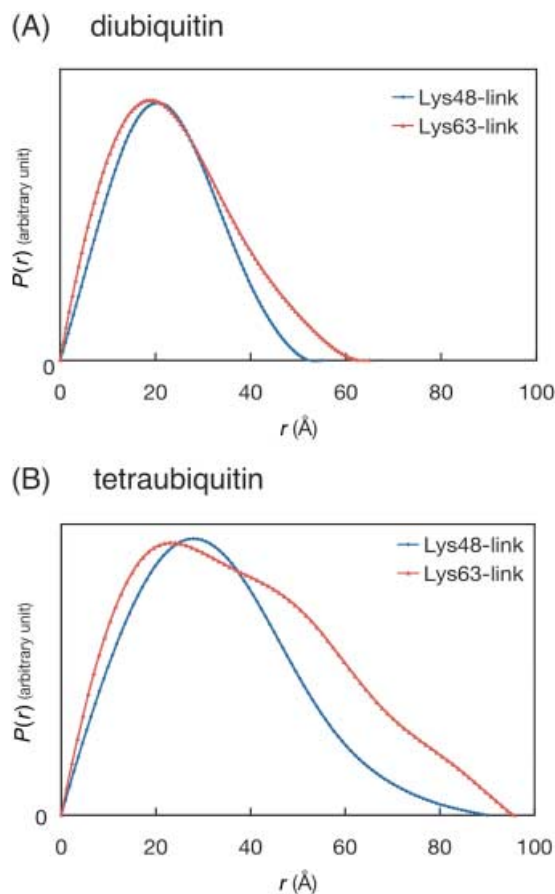 (A) diubiquitin
Lys48-link
Lys63-link
P(r) (arbitrary unit)
0
0 20 40 60 80 100
r (Å)
(B) tetraubiquitin
Lys48-link
Lys63-link
P(r) (arbitrary unit)
0
0 20 40 60 80 100
r (Å)